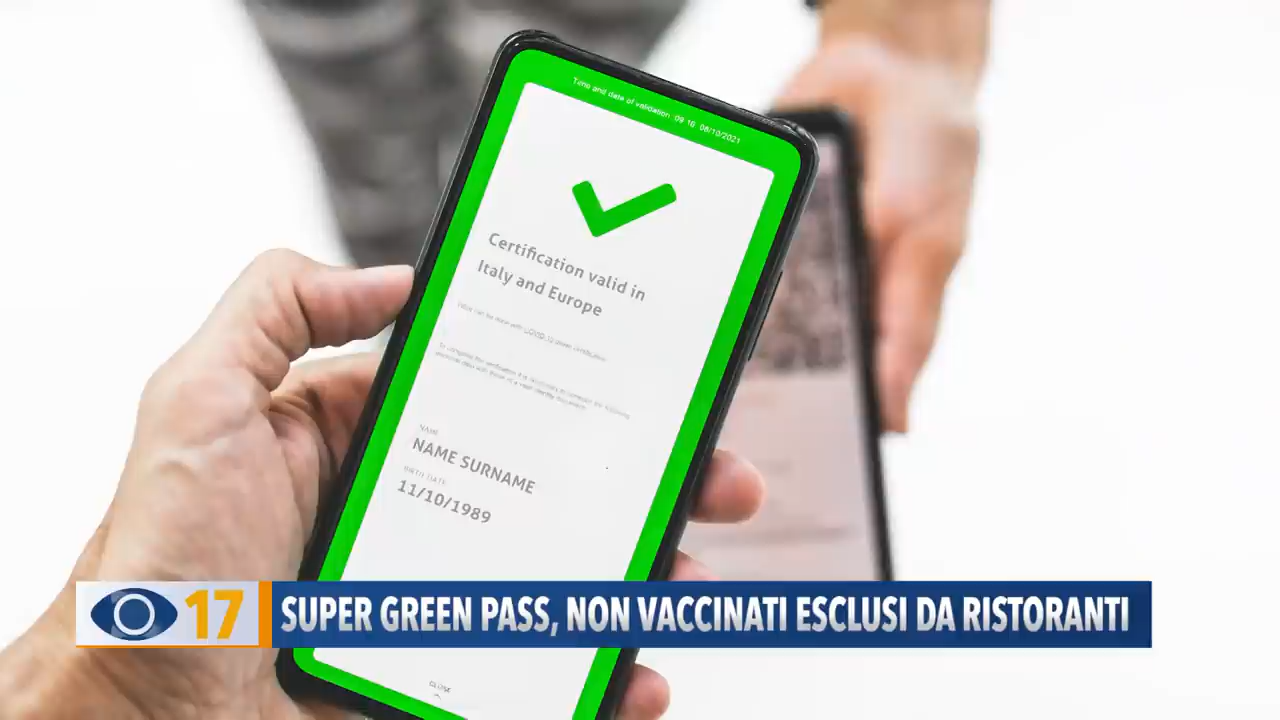 Time and date of validation: 09:16 08/10/2021
Certification valid in
Italy and Europe
NAME
NAME SURNAME
BIRTH DATE
11/10/1989
CLOSE
17 SUPER GREEN PASS, NON VACCINATI ESCLUSI DA RISTORANTI